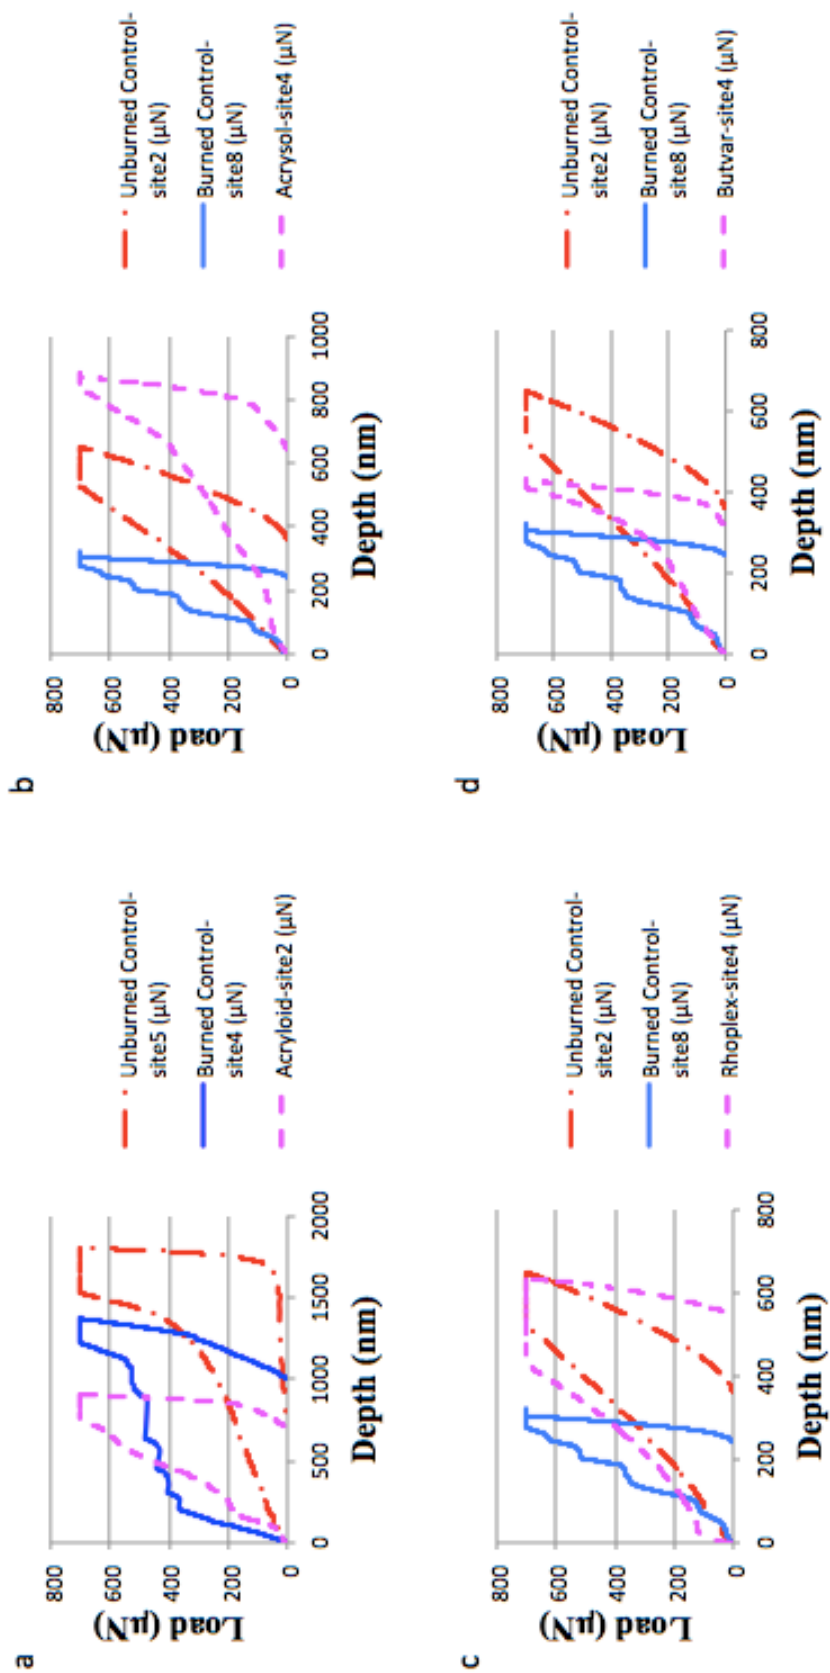 a
Load (µN)
800
600
400
200
0
0
500
1000
1500
2000
Depth (nm)
Unburned Control-
site5 (µN)
Burned Control-
site4 (µN)
Acryloid-site2 (µN)
b
Load (µN)
800
600
400
200
0
0
200
400
600
800
1000
Depth (nm)
Unburned Control-
site2 (µN)
Burned Control-
site8 (µN)
Acrysol-site4 (µN)
c
Load (µN)
800
600
400
200
0
0
200
400
600
800
Depth (nm)
Unburned Control-
site2 (µN)
Burned Control-
site8 (µN)
Rhoplex-site4 (µN)
d
Load (µN)
800
600
400
200
0
0
200
400
600
800
Depth (nm)
Unburned Control-
site2 (µN)
Burned Control-
site8 (µN)
Butvar-site4 (µN)